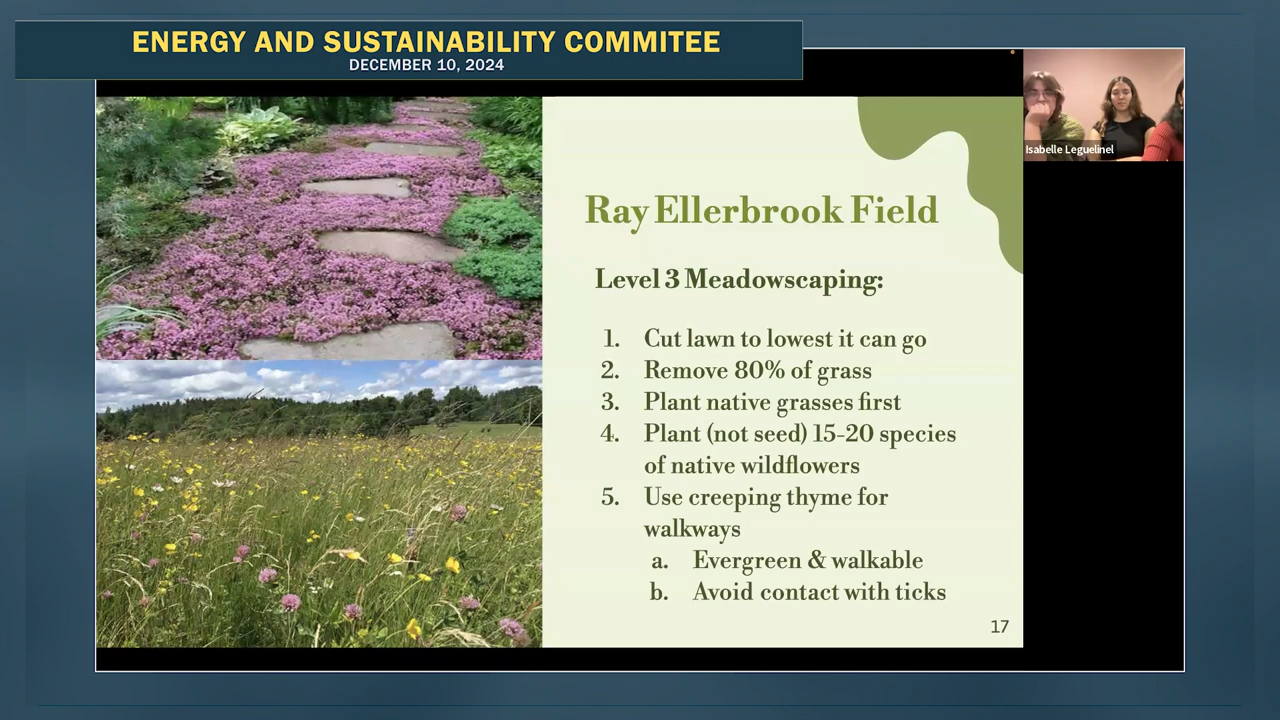 ENERGY AND SUSTAINABILITY COMMITEE
DECEMBER 10, 2024
Isabelle Leguelinel
Ray Ellerbrook Field
Level 3 Meadowscaping:
1. Cut lawn to lowest it can go
2. Remove 80% of grass
3. Plant native grasses first
4. Plant (not seed) 15-20 species
of native wildflowers
5. Use creeping thyme for
walkways
a. Evergreen & walkable
b. Avoid contact with ticks
17